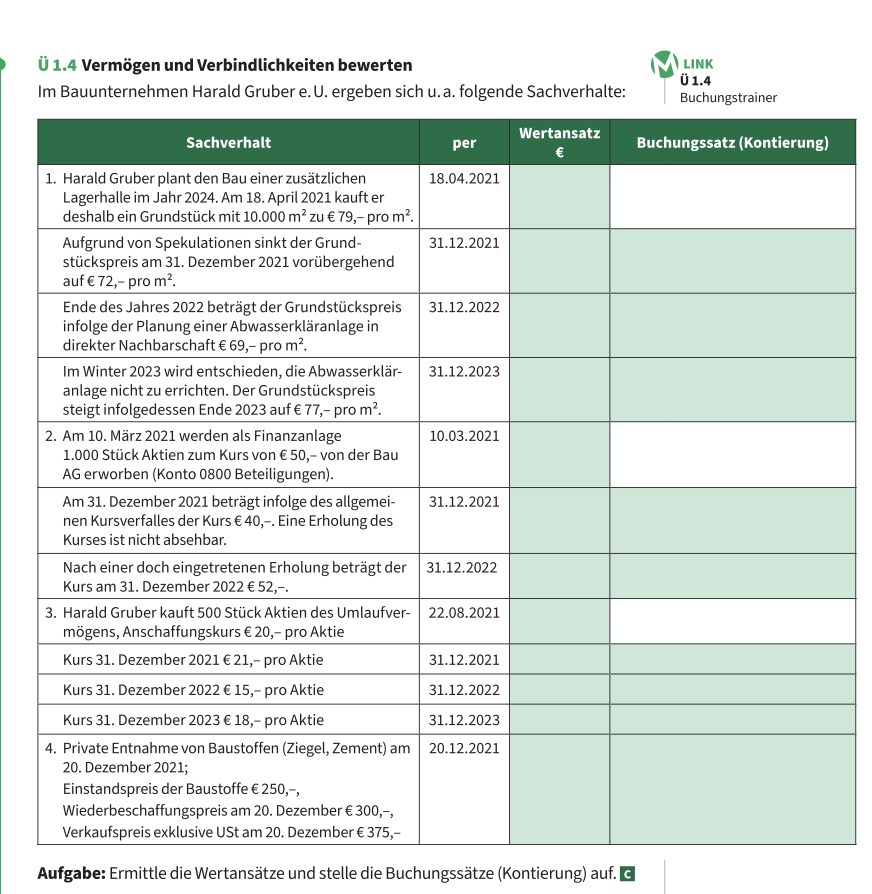 Ü 1.4 Vermögen und Verbindlichkeiten bewerten
Im Bauunternehmen Harald Gruber e. U. ergeben sich u. a. folgende Sachverhalte:
M LINK
Ü 1.4
Buchungstrainer
Sachverhalt per Wertansatz € Buchungssatz (Kontierung)
1. Harald Gruber plant den Bau einer zusätzlichen 18.04.2021
Lagerhalle im Jahr 2024. Am 18. April 2021 kauft er
deshalb ein Grundstück mit 10.000 m² zu € 79,– pro m².
Aufgrund von Spekulationen sinkt der Grund- 31.12.2021
stückspreis am 31. Dezember 2021 vorübergehend
auf € 72,– pro m².
Ende des Jahres 2022 beträgt der Grundstückspreis 31.12.2022
infolge der Planung einer Abwasserkläranlage in
direkter Nachbarschaft € 69,– pro m².
Im Winter 2023 wird entschieden, die Abwasserklär- 31.12.2023
anlage nicht zu errichten. Der Grundstückspreis
steigt infolgedessen Ende 2023 auf € 77,– pro m².
2. Am 10. März 2021 werden als Finanzanlage 10.03.2021
1.000 Stück Aktien zum Kurs von € 50,– von der Bau
AG erworben (Konto 0800 Beteiligungen).
Am 31. Dezember 2021 beträgt infolge des allgemei- 31.12.2021
nen Kursverfalles der Kurs € 40,–. Eine Erholung des
Kurses ist nicht absehbar.
Nach einer doch eingetretenen Erholung beträgt der 31.12.2022
Kurs am 31. Dezember 2022 € 52,–.
3. Harald Gruber kauft 500 Stück Aktien des Umlaufver- 22.08.2021
mögens, Anschaffungskurs € 20,– pro Aktie
Kurs 31. Dezember 2021 € 21,– pro Aktie 31.12.2021
Kurs 31. Dezember 2022 € 15,– pro Aktie 31.12.2022
Kurs 31. Dezember 2023 € 18,– pro Aktie 31.12.2023
4. Private Entnahme von Baustoffen (Ziegel, Zement) am 20.12.2021
20. Dezember 2021;
Einstandspreis der Baustoffe € 250,–,
Wiederbeschaffungspreis am 20. Dezember € 300,–,
Verkaufspreis exklusive USt am 20. Dezember € 375,–
Aufgabe: Ermittle die Wertansätze und stelle die Buchungssätze (Kontierung) auf. C